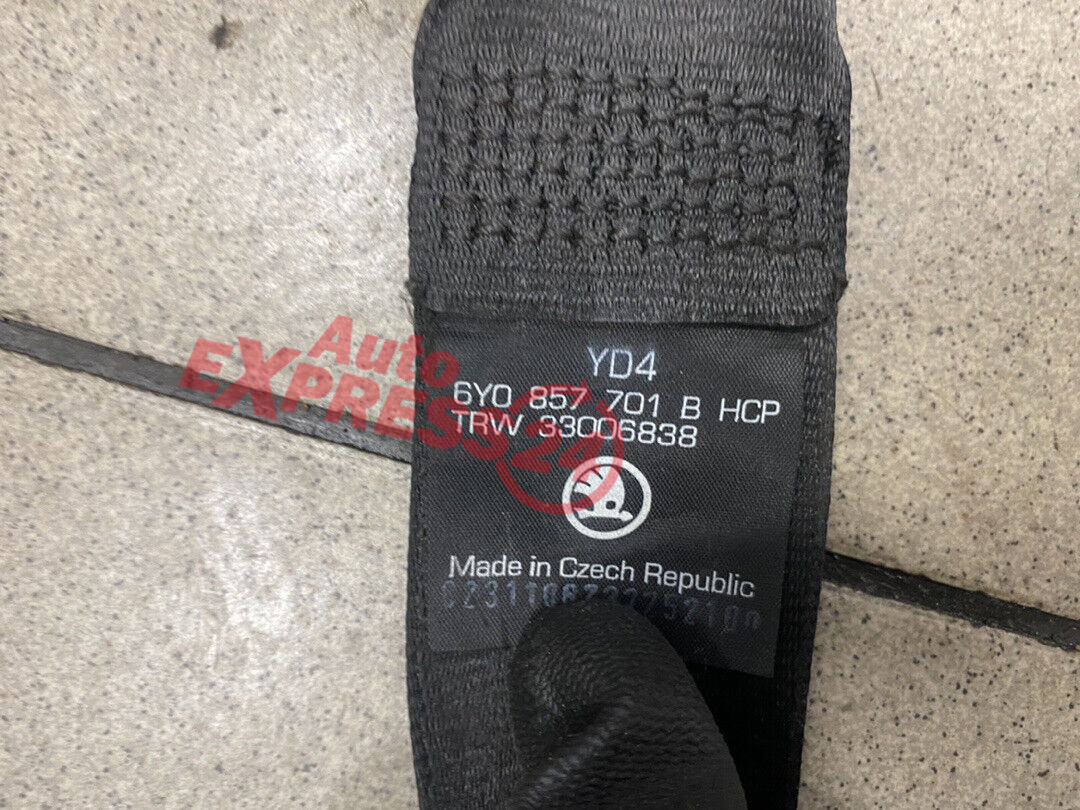 YD4
6Y0 857 701 B HCP
TRW 33006838
Made in Czech Republic
Auto
EXPRESS24